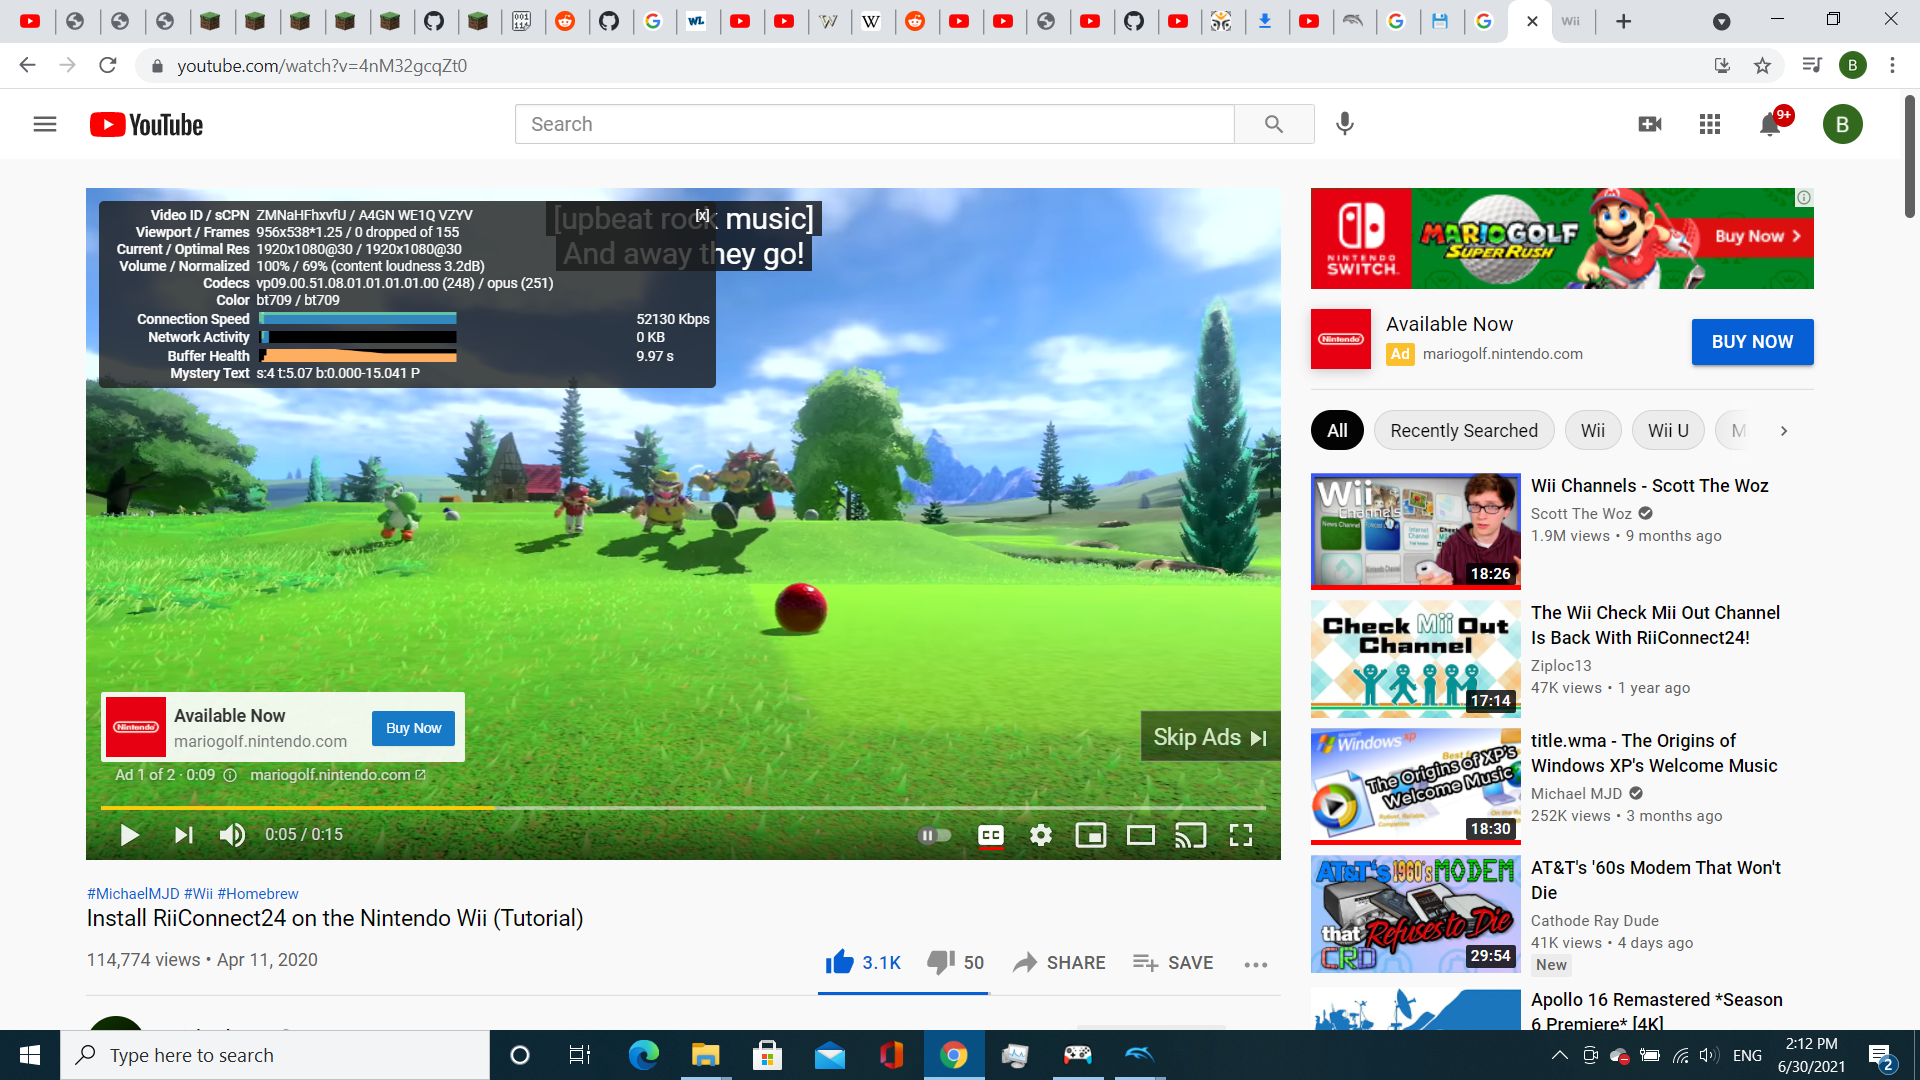 Wii
youtube.com/watch?v=4nM32gcqZt0
B
YouTube
Search
9+
B
Video ID / sCPN ZMNaHFhxvfU / A4GN WE1Q VZYV
[x]
Viewport / Frames 956x538*1.25 / 0 dropped of 155
Current / Optimal Res 1920x1080@30 / 1920x1080@30
Volume / Normalized 100% / 69% (content loudness 3.2dB)
Codecs vp09.00.51.08.01.01.01.01.00 (248) / opus (251)
Color bt709 / bt709
Connection Speed 52130 Kbps
Network Activity 0 KB
Buffer Health 9.97 s
Mystery Text s:4 t:5.07 b:0.000-15.041 P
[upbeat rock music]
And away they go!
Nintendo
Available Now
mariogolf.nintendo.com
Buy Now
Skip Ads
Ad 1 of 2 · 0:09 mariogolf.nintendo.com
0:05 / 0:15
CC
#MichaelMJD #Wii #Homebrew
Install RiiConnect24 on the Nintendo Wii (Tutorial)
114,774 views • Apr 11, 2020
3.1K
50
SHARE
SAVE
NINTENDO
SWITCH
MARIO GOLF
SUPER RUSH
Buy Now
Nintendo
Available Now
Ad mariogolf.nintendo.com
BUY NOW
All
Recently Searched
Wii
Wii U
M
Wii
Channels
News Channel
18:26
Wii Channels - Scott The Woz
Scott The Woz
1.9M views • 9 months ago
Check Mii Out
Channel
17:14
The Wii Check Mii Out Channel
Is Back With RiiConnect24!
Ziploc13
47K views • 1 year ago
Microsoft
Windows xp
The Origins of XP's
Welcome Music
18:30
title.wma - The Origins of
Windows XP's Welcome Music
Michael MJD
252K views • 3 months ago
AT&T's 1960's MODEM
that Refuses to Die
CRD
29:54
AT&T's '60s Modem That Won't
Die
Cathode Ray Dude
41K views • 4 days ago
New
Apollo 16 Remastered *Season
6 Premiere* [4K]
Type here to search
ENG
2:12 PM
6/30/2021
2